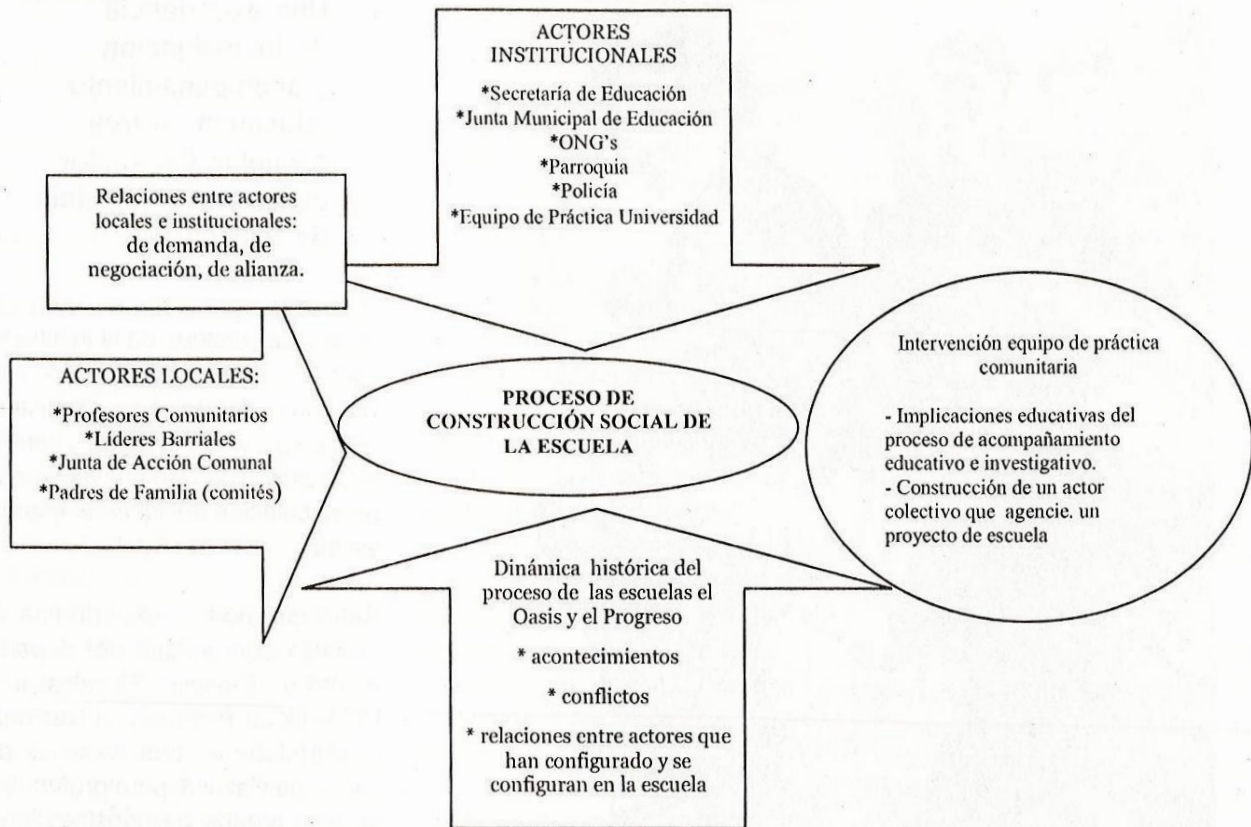 ACTORES
INSTITUCIONALES
*Secretaría de Educación
*Junta Municipal de Educación
*ONG's
*Parroquia
*Policía
*Equipo de Práctica Universidad
Relaciones entre actores
locales e institucionales:
de demanda, de
negociación, de alianza.
ACTORES LOCALES:
*Profesores Comunitarios
*Líderes Barriales
*Junta de Acción Comunal
*Padres de Familia (comités)
PROCESO DE
CONSTRUCCIÓN SOCIAL DE
LA ESCUELA
Intervención equipo de práctica
comunitaria
- Implicaciones educativas del
proceso de acompañamiento
educativo e investigativo.
- Construcción de un actor
colectivo que agencie. un
proyecto de escuela
Dinámica histórica del
proceso de las escuelas el
Oasis y el Progreso
* acontecimientos
* conflictos
* relaciones entre actores que
han configurado y se
configuran en la escuela